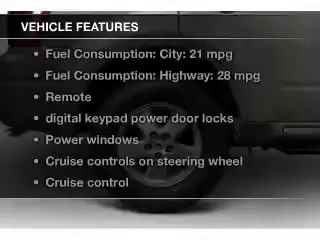 VEHICLE FEATURES
• Fuel Consumption: City: 21 mpg
• Fuel Consumption: Highway: 28 mpg
• Remote
• digital keypad power door locks
• Power windows
• Cruise controls on steering wheel
• Cruise control